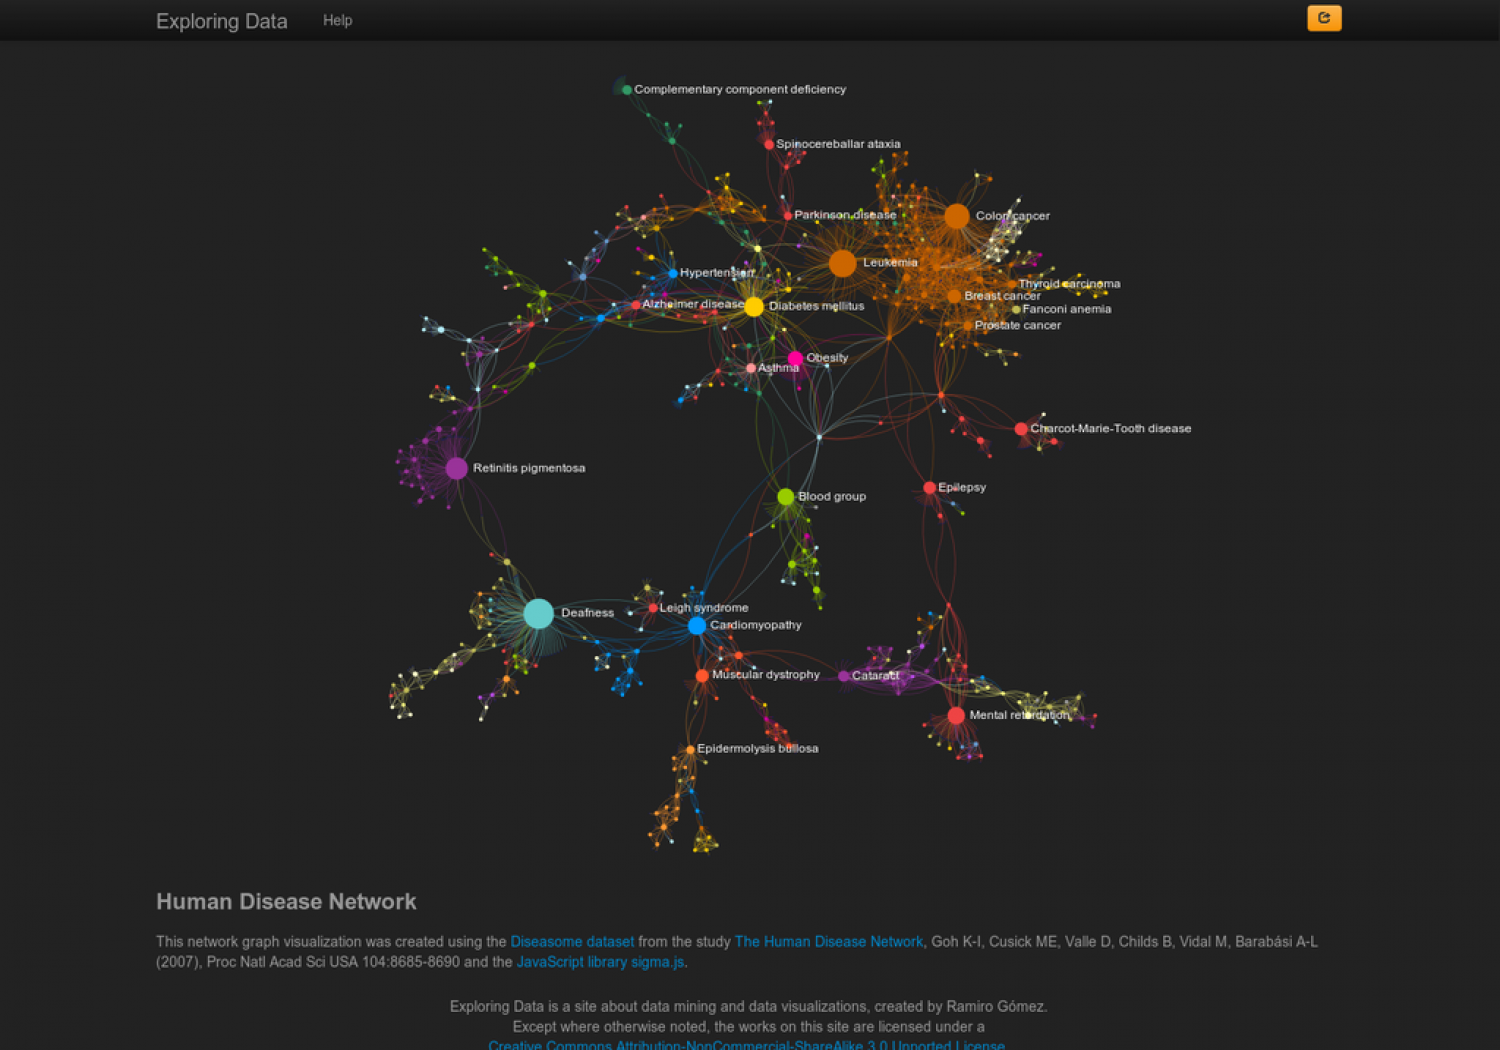 Exploring Data Help
Complementary component deficiency
Spinocereballar ataxia
Parkinson disease
Colon cancer
Leukemia
Hypertension
Thyroid carcinoma
Breast cancer
Alzheimer disease
Diabetes mellitus
Fanconi anemia
Prostate cancer
Obesity
Asthma
Charcot-Marie-Tooth disease
Retinitis pigmentosa
Epilepsy
Blood group
Leigh syndrome
Deafness
Cardiomyopathy
Muscular dystrophy
Cataract
Mental retardation
Epidermolysis bullosa
Human Disease Network
This network graph visualization was created using the Diseasome dataset from the study The Human Disease Network, Goh K-I, Cusick ME, Valle D, Childs B, Vidal M, Barabási A-L
(2007), Proc Natl Acad Sci USA 104:8685-8690 and the JavaScript library sigma.js.
Exploring Data is a site about data mining and data visualizations, created by Ramiro Gómez.
Except where otherwise noted, the works on this site are licensed under a
Creative Commons Attribution-NonCommercial-ShareAlike 3.0 Unported License